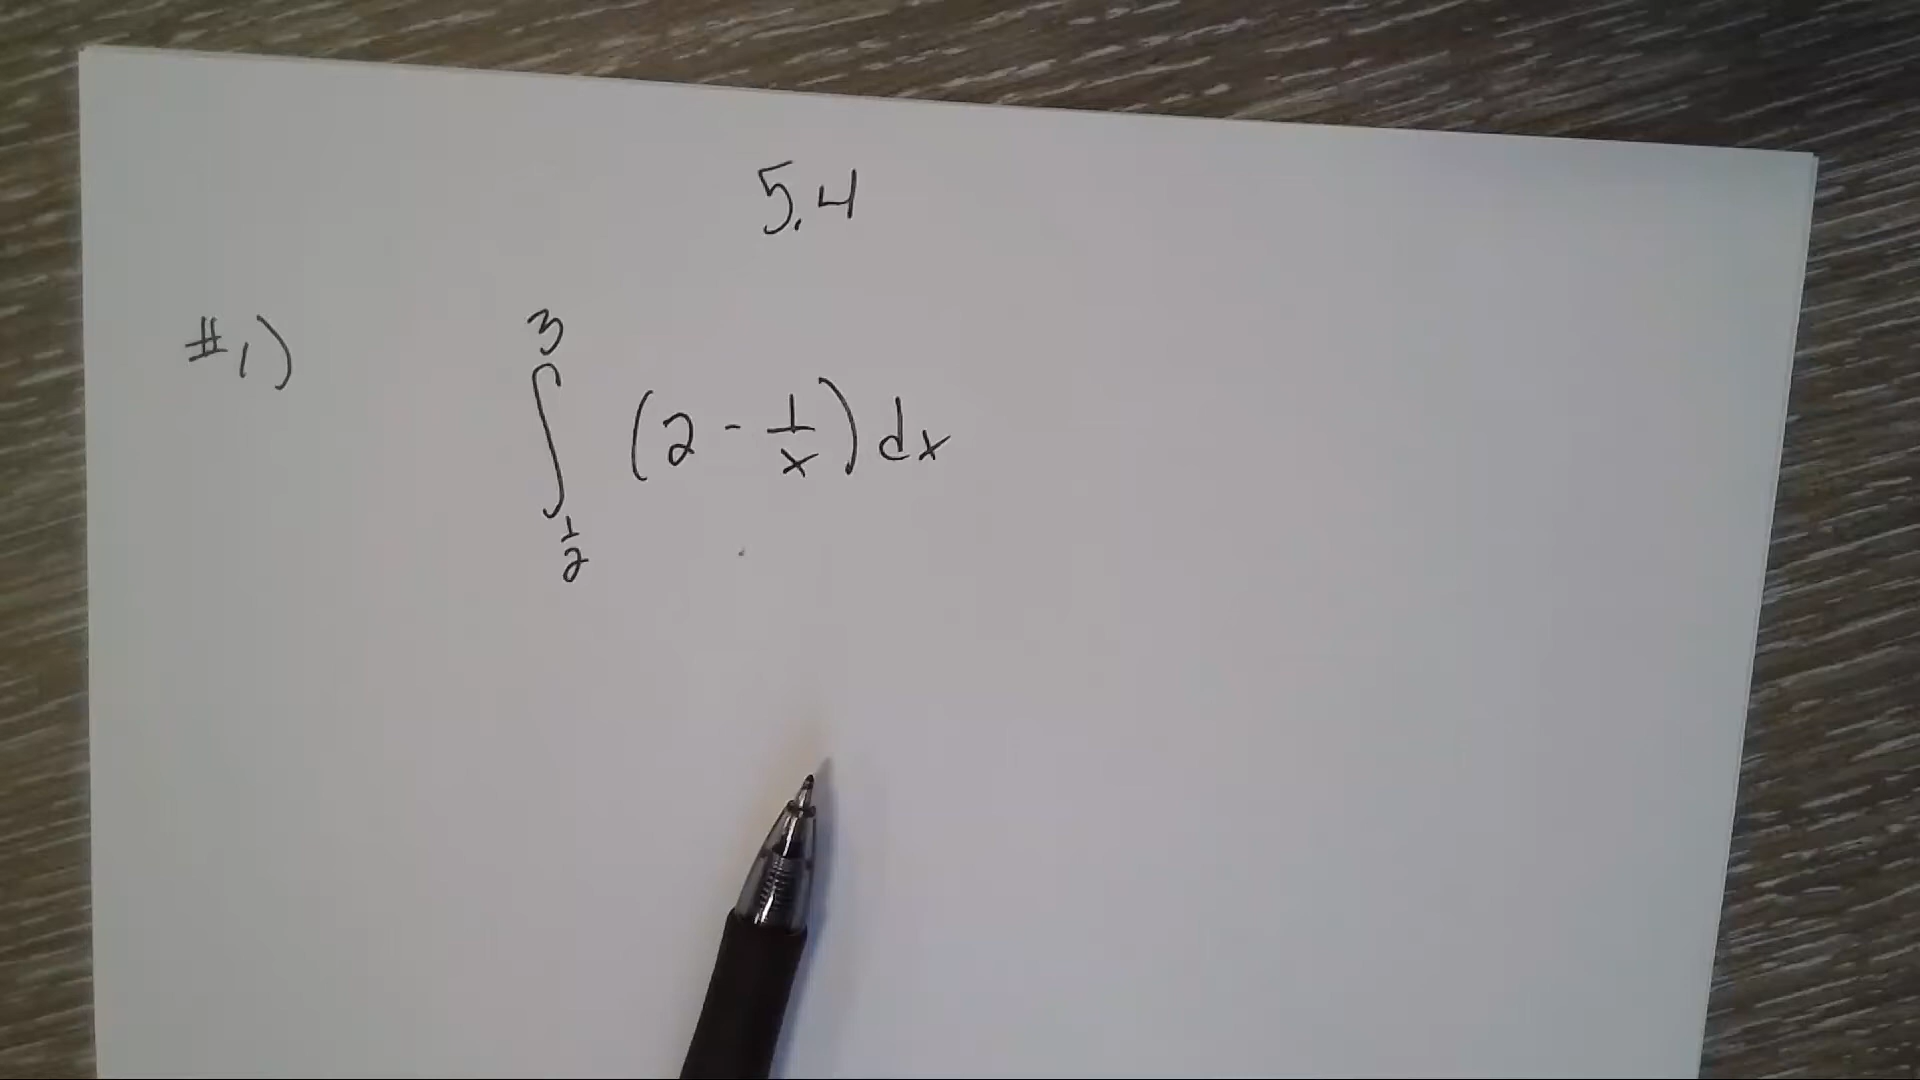 5.4
#1) ∫_{1/2}^{3} (2 - 1/x) dx